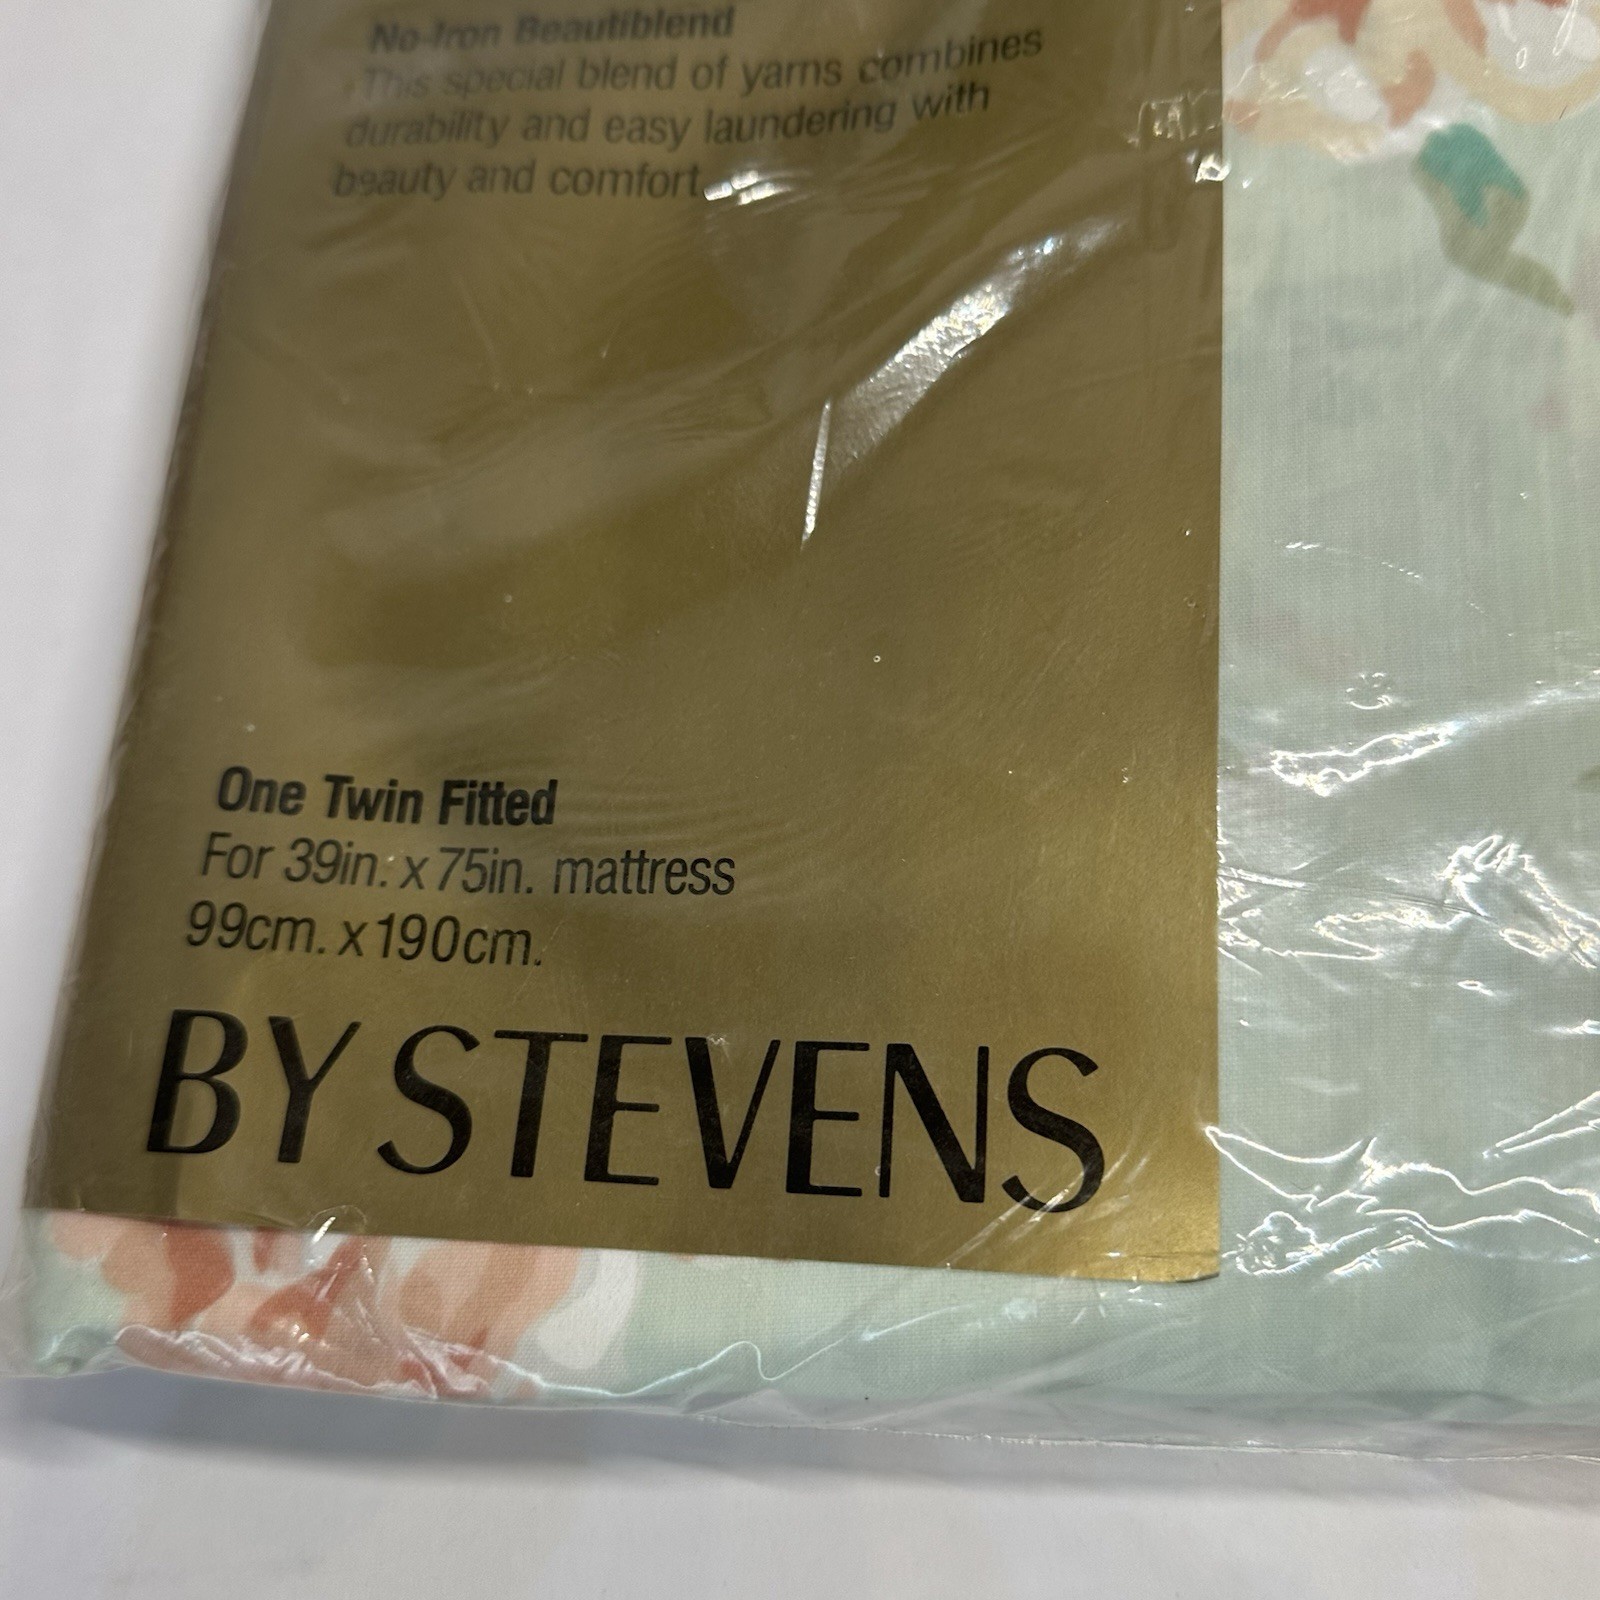 No-Iron Beautiblend
This special blend of yarns combines
durability and easy laundering with
beauty and comfort.
One Twin Fitted
For 39in. x 75in. mattress
99cm. x 190cm.
BY STEVENS